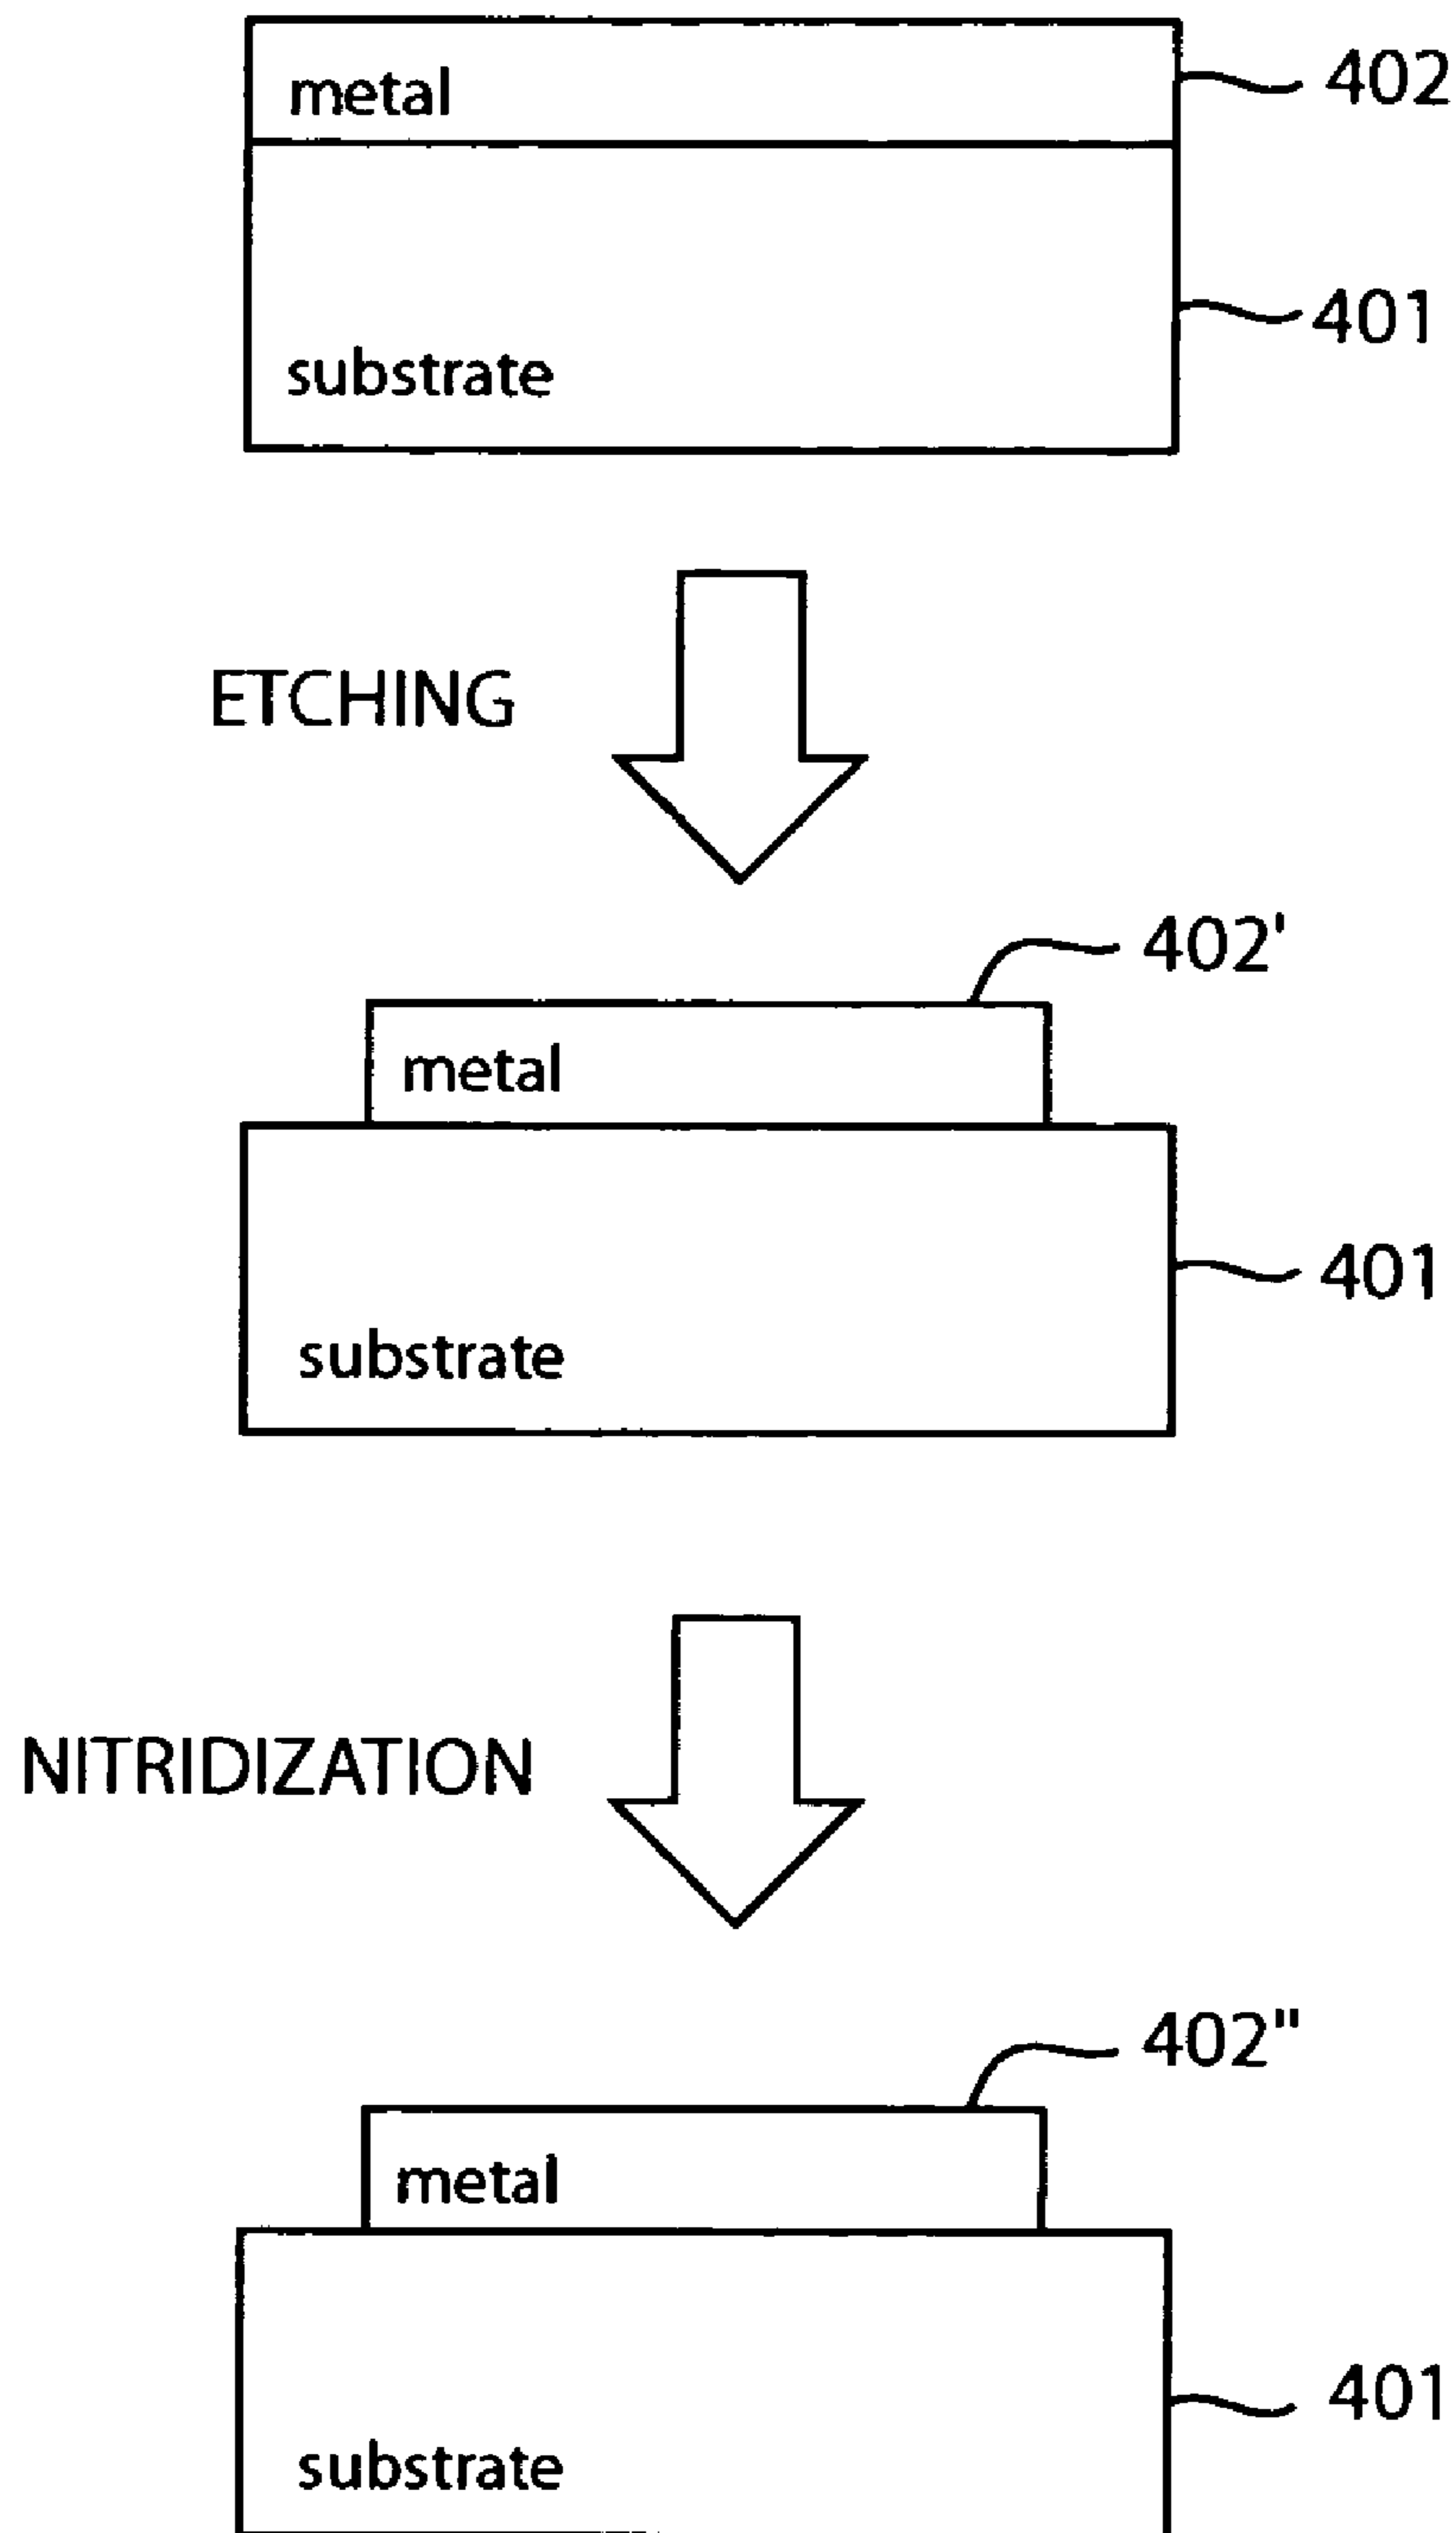 metal
402
401
substrate
ETCHING
402'
metal
401
substrate
NITRIDIZATION
402"
metal
401
substrate